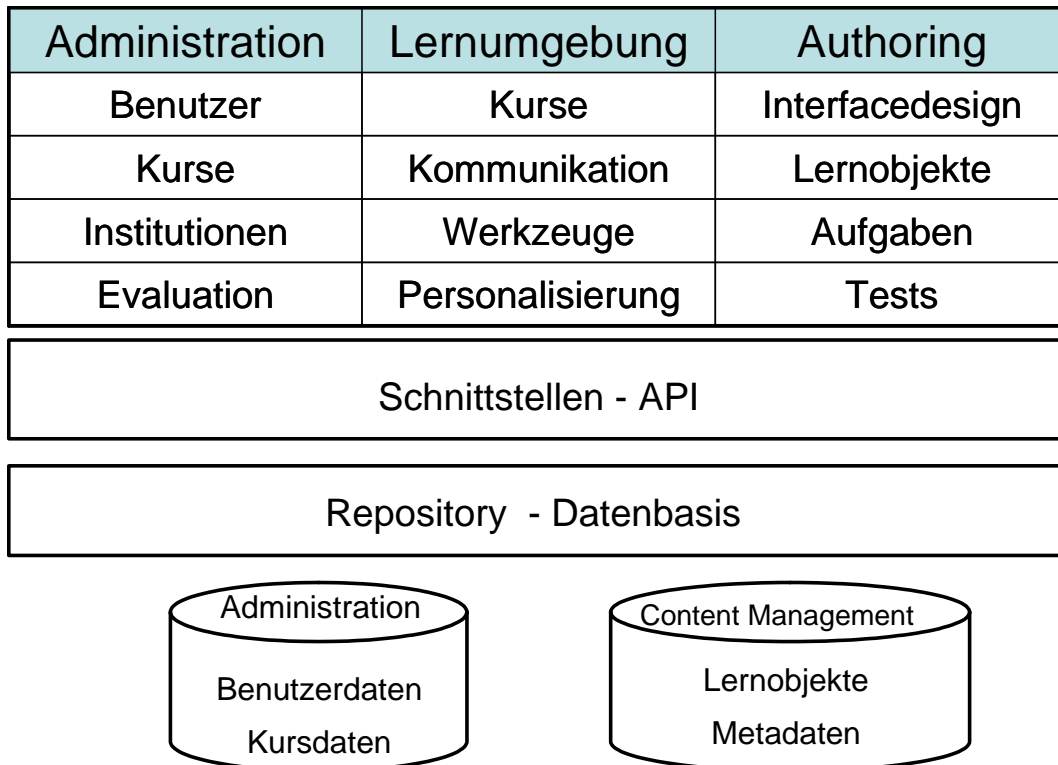 Administration Lernumgebung Authoring
Benutzer Kurse Interfacedesign
Kurse Kommunikation Lernobjekte
Institutionen Werkzeuge Aufgaben
Evaluation Personalisierung Tests
Schnittstellen - API
Repository - Datenbasis
Administration
Benutzerdaten
Kursdaten
Content Management
Lernobjekte
Metadaten